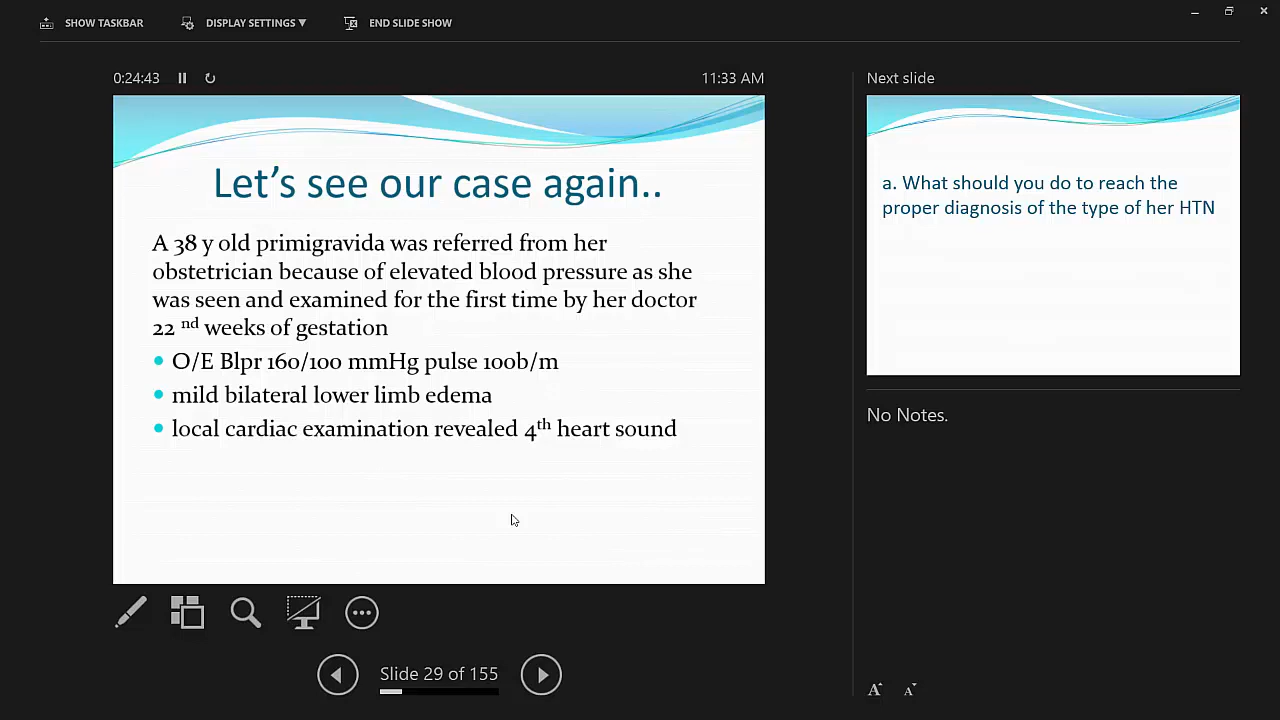 SHOW TASKBAR
DISPLAY SETTINGS ▼
END SLIDE SHOW
0:24:43
11:33 AM
Let's see our case again..
A 38 y old primigravida was referred from her
obstetrician because of elevated blood pressure as she
was seen and examined for the first time by her doctor
22 nd weeks of gestation
• O/E Blpr 160/100 mmHg pulse 100b/m
• mild bilateral lower limb edema
• local cardiac examination revealed 4th heart sound
Slide 29 of 155
Next slide
a. What should you do to reach the
proper diagnosis of the type of her HTN
No Notes.
A A